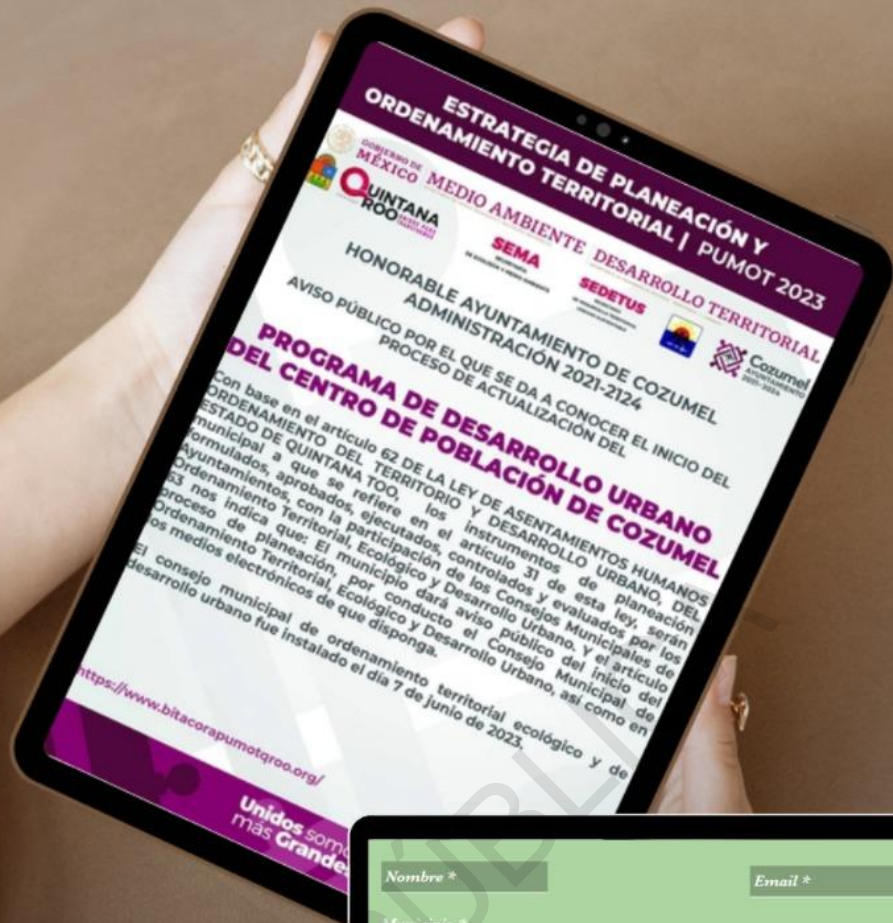 ESTRATEGIA DE PLANEACIÓN Y
ORDENAMIENTO TERRITORIAL | PUMOT 2023
GOBIERNO DE
MÉXICO MEDIO AMBIENTE DESARROLLO TERRITORIAL
QUINTANA
ROO
SEMA
SEDETUS
Cozumel
AYUNTAMIENTO
2021-2024
HONORABLE AYUNTAMIENTO DE COZUMEL
ADMINISTRACIÓN 2021-2124
AVISO PÚBLICO POR EL QUE SE DA A CONOCER EL INICIO DEL
PROCESO DE ACTUALIZACIÓN DEL
PROGRAMA DE DESARROLLO URBANO
DEL CENTRO DE POBLACIÓN DE COZUMEL
Con base en el artículo 62 DE LA LEY DE ASENTAMIENTOS HUMANOS
ORDENAMIENTO DEL TERRITORIO Y DESARROLLO URBANO, DEL
ESTADO DE QUINTANA TOO, los instrumentos de planeación
municipal a que se refiere en el artículo 31 de esta ley, serán
formulados, aprobados, ejecutados, controlados y evaluados por los
Ayuntamientos, con la participación de los Consejos Municipales de
Ordenamiento Territorial, Ecológico y Desarrollo Urbano. Y el artículo
63 nos indica que: El municipio dará aviso público del inicio del
proceso de planeación, por conducto el Consejo Municipal de
Ordenamiento Territorial, Ecológico y Desarrollo Urbano, así como en
los medios electrónicos de que disponga.
El consejo municipal de ordenamiento territorial ecológico y de
desarrollo urbano fue instalado el día 7 de junio de 2023.
https://www.bitacorapumotqroo.org/
Unidos
más Grandes
Nombre *
Email *